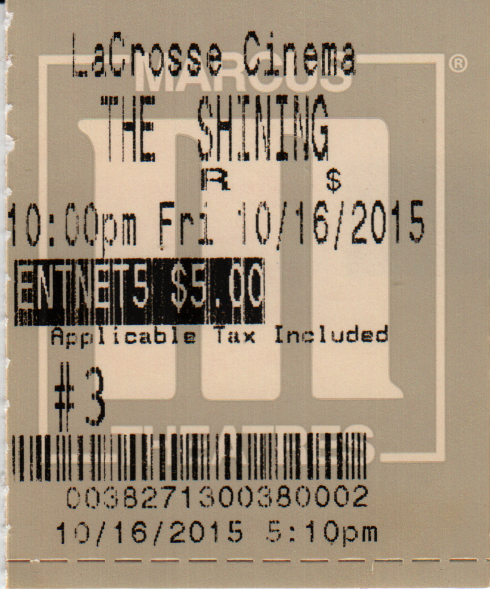 LaCrosse Cinema
MARCUS
®
THE SHINING
R $
10:00pm Fri 10/16/2015
ENTNET5 $5.00
Applicable Tax Included
#3
THEATRES
0038271300380002
10/16/2015 5:10pm